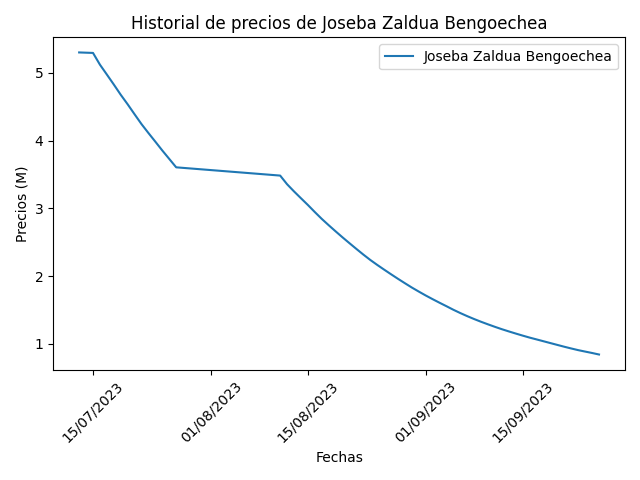 Historial de precios de Joseba Zaldua Bengoechea
Joseba Zaldua Bengoechea
Precios (M)
5
4
3
2
1
15/07/2023
01/08/2023
15/08/2023
01/09/2023
15/09/2023
Fechas